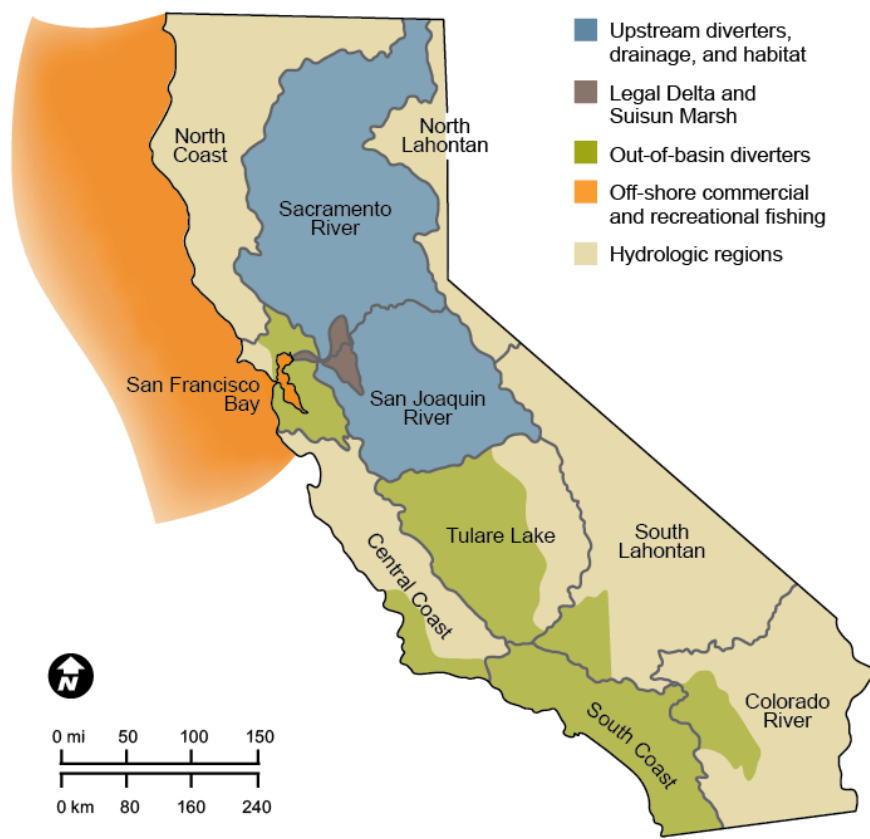 Upstream diverters,
drainage, and habitat
Legal Delta and
Suisun Marsh
Out-of-basin diverters
Off-shore commercial
and recreational fishing
Hydrologic regions
North
Coast
North
Lahontan
Sacramento
River
San Francisco
Bay
San Joaquin
River
Tulare Lake
South
Lahontan
Central
Coast
South Coast
Colorado
River
N
0 mi 50 100 150
0 km 80 160 240